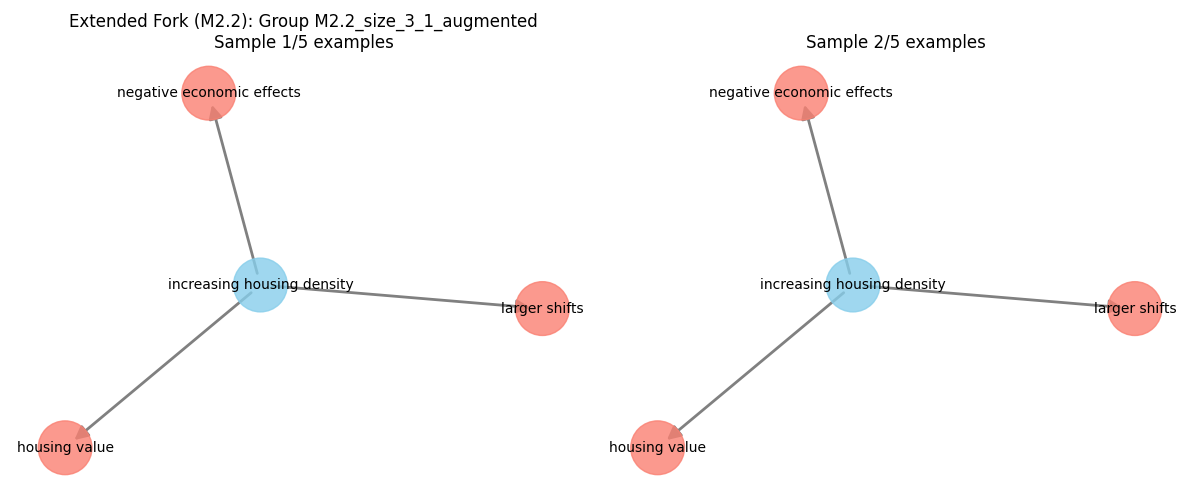 Extended Fork (M2.2): Group M2.2_size_3_1_augmented
Sample 1/5 examples
negative economic effects
increasing housing density
larger shifts
housing value
Sample 2/5 examples
negative economic effects
increasing housing density
larger shifts
housing value